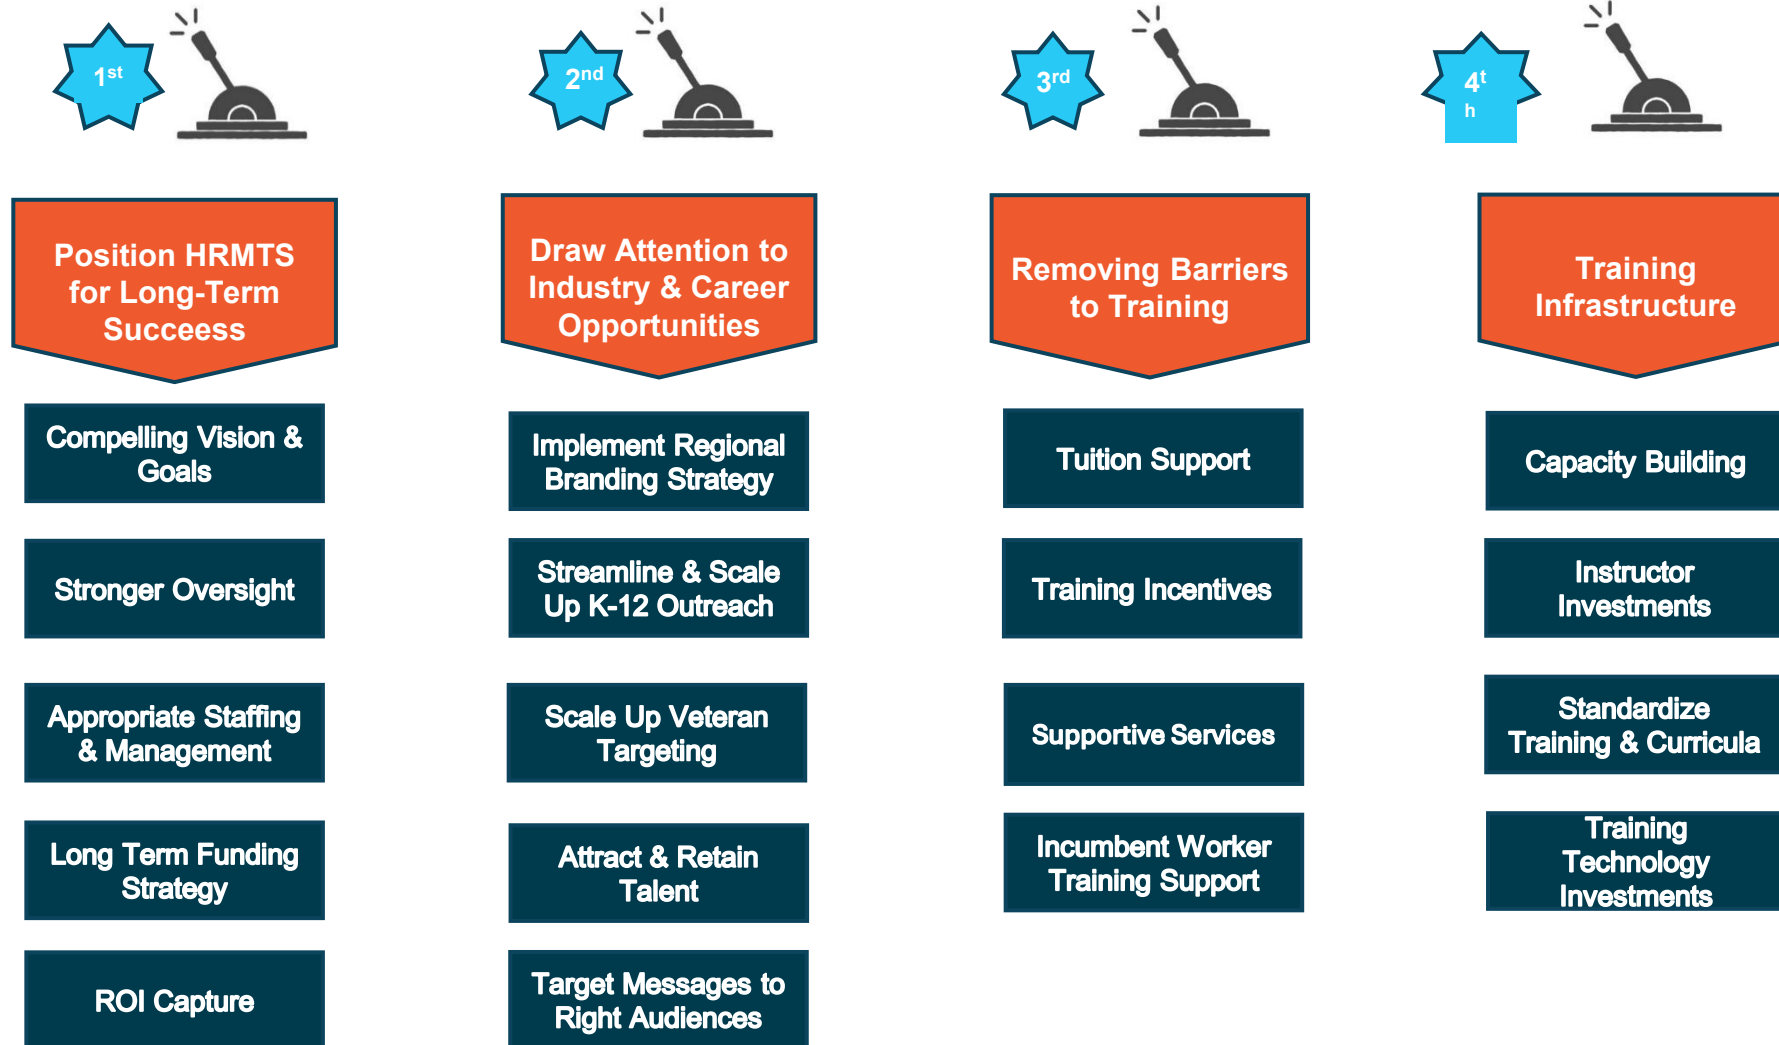 1st
2nd
3rd
4t
h
Position HRMTS
for Long-Term
Succeess
Compelling Vision &
Goals
Stronger Oversight
Appropriate Staffing
& Management
Long Term Funding
Strategy
ROI Capture
Draw Attention to
Industry & Career
Opportunities
Implement Regional
Branding Strategy
Streamline & Scale
Up K-12 Outreach
Scale Up Veteran
Targeting
Attract & Retain
Talent
Target Messages to
Right Audiences
Removing Barriers
to Training
Tuition Support
Training Incentives
Supportive Services
Incumbent Worker
Training Support
Training
Infrastructure
Capacity Building
Instructor
Investments
Standardize
Training & Curricula
Training
Technology
Investments